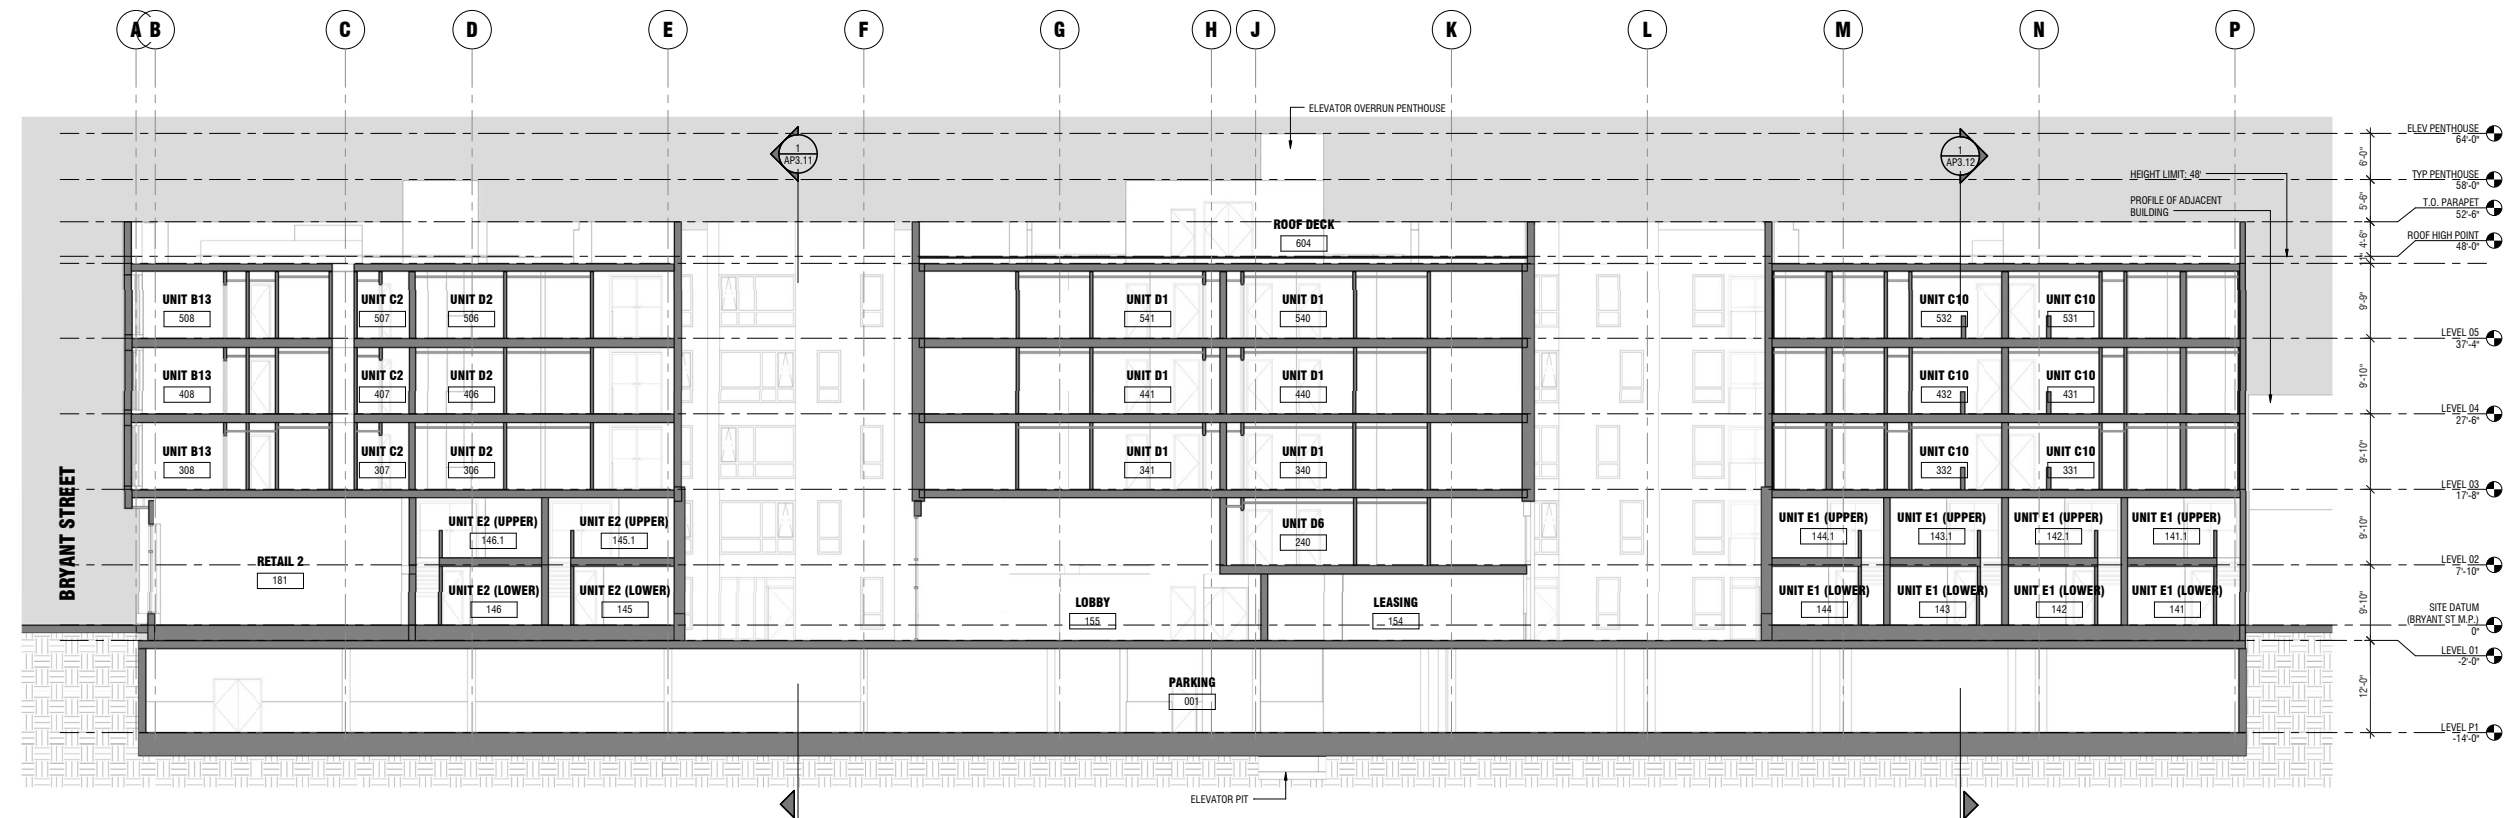 A B C D E F G H J K L M N P
ELEVATOR OVERRUN PENTHOUSE
ELEV PENTHOUSE
64'-0"
6'-0"
1
AP3.11
1
AP3.12
HEIGHT LIMIT: 48'
TYP PENTHOUSE
58'-0"
5'-6"
PROFILE OF ADJACENT
BUILDING
T.O. PARAPET
52'-6"
4'-6"
ROOF DECK
604
ROOF HIGH POINT
48'-0"
UNIT B13
508
UNIT C2
507
UNIT D2
506
UNIT D1
541
UNIT D1
540
UNIT C10
532
UNIT C10
531
9'-9"
LEVEL 05
37'-4"
UNIT B13
408
UNIT C2
407
UNIT D2
406
UNIT D1
441
UNIT D1
440
UNIT C10
432
UNIT C10
431
9'-10"
LEVEL 04
27'-6"
UNIT B13
308
UNIT C2
307
UNIT D2
306
UNIT D1
341
UNIT D1
340
UNIT C10
332
UNIT C10
331
9'-10"
LEVEL 03
17'-8"
BRYANT STREET
UNIT E2 (UPPER)
146.1
UNIT E2 (UPPER)
145.1
UNIT D6
240
UNIT E1 (UPPER)
144.1
UNIT E1 (UPPER)
143.1
UNIT E1 (UPPER)
142.1
UNIT E1 (UPPER)
141.1
9'-10"
LEVEL 02
7'-10"
RETAIL 2
181
UNIT E2 (LOWER)
146
UNIT E2 (LOWER)
145
LOBBY
155
LEASING
154
UNIT E1 (LOWER)
144
UNIT E1 (LOWER)
143
UNIT E1 (LOWER)
142
UNIT E1 (LOWER)
141
9'-10"
SITE DATUM
(BRYANT ST M.P.)
0"
LEVEL 01
-2'-0"
PARKING
001
12'-0"
LEVEL P1
-14'-0"
ELEVATOR PIT